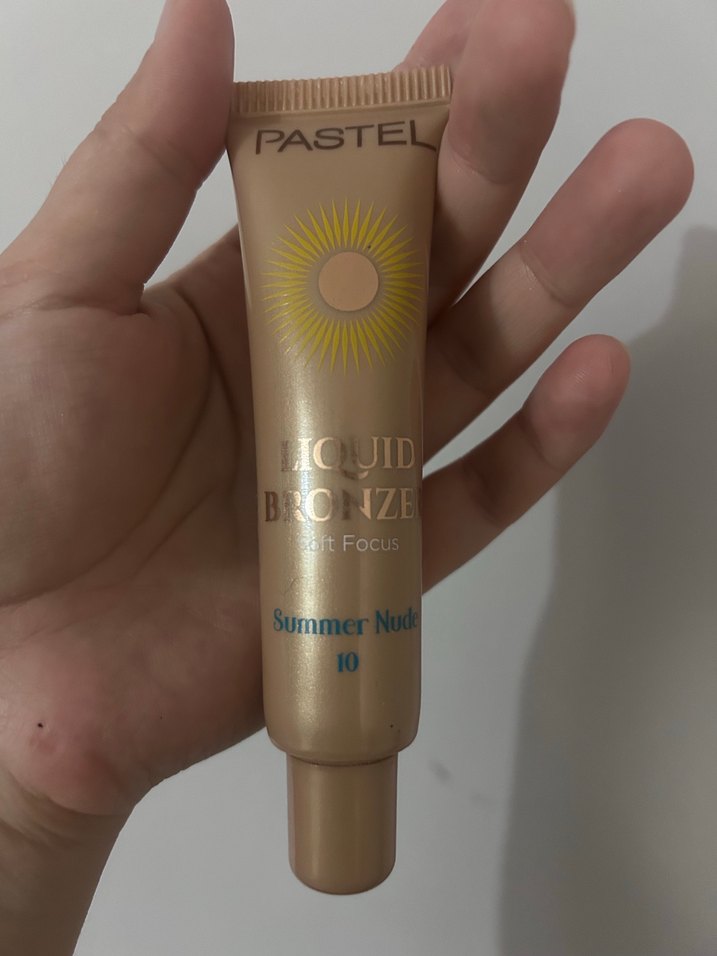 PASTEL
LIQUID
BRONZE
Soft Focus
Summer Nude
10